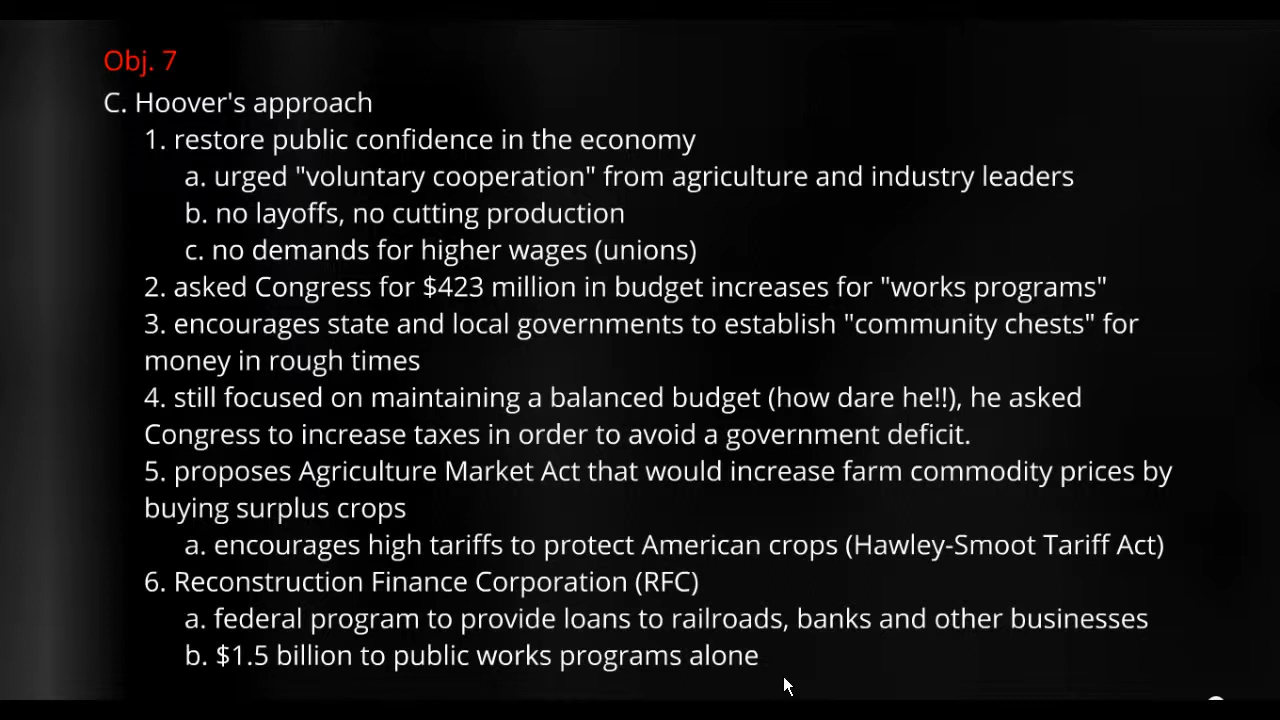 Obj. 7
C. Hoover's approach
1. restore public confidence in the economy
a. urged "voluntary cooperation" from agriculture and industry leaders
b. no layoffs, no cutting production
c. no demands for higher wages (unions)
2. asked Congress for $423 million in budget increases for "works programs"
3. encourages state and local governments to establish "community chests" for
money in rough times
4. still focused on maintaining a balanced budget (how dare he!!), he asked
Congress to increase taxes in order to avoid a government deficit.
5. proposes Agriculture Market Act that would increase farm commodity prices by
buying surplus crops
a. encourages high tariffs to protect American crops (Hawley-Smoot Tariff Act)
6. Reconstruction Finance Corporation (RFC)
a. federal program to provide loans to railroads, banks and other businesses
b. $1.5 billion to public works programs alone